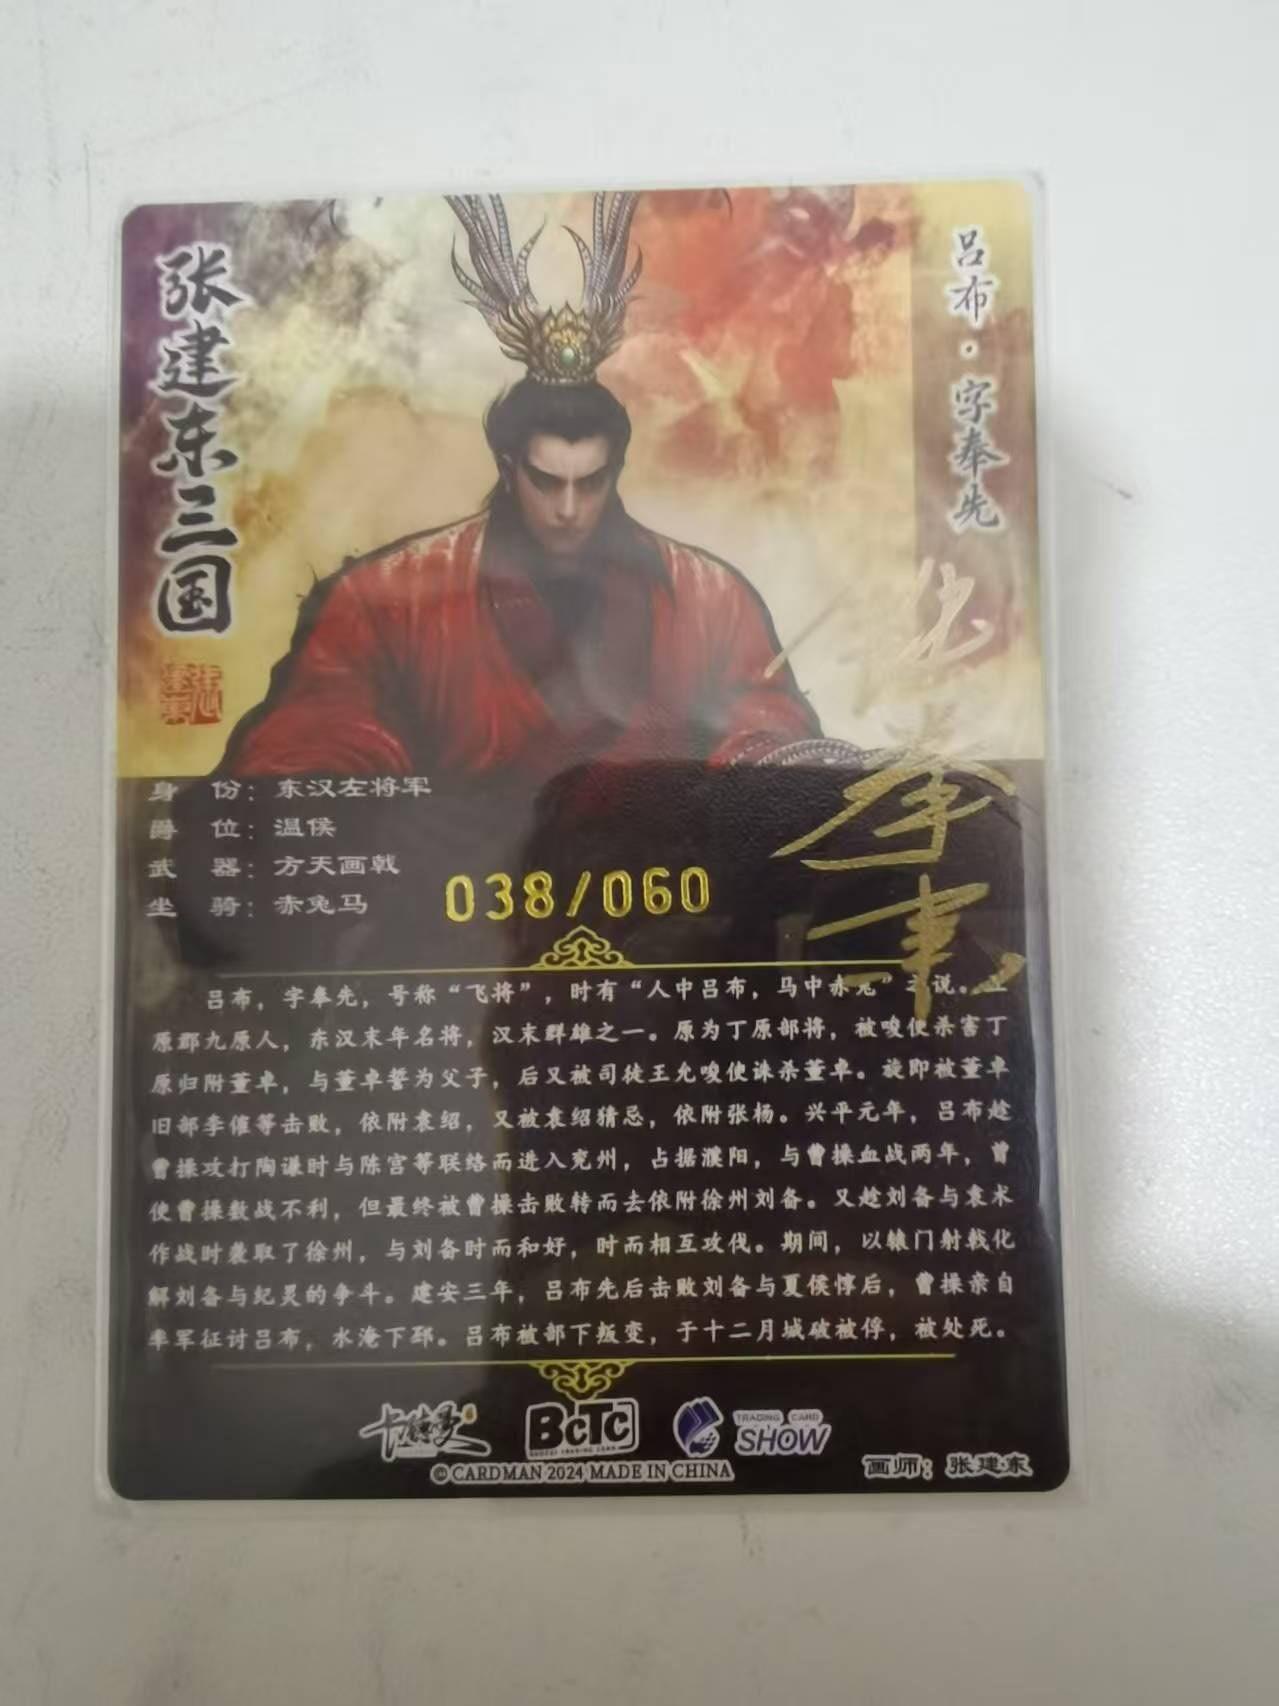 张建东三国
吕布·字奉先
身 份：东汉左将军
爵 位：温侯
武 器：方天画戟
坐 骑：赤兔马
038/060
吕布，字奉先，号称“飞将”，时有“人中吕布，马中赤兔”之说。五
原郡九原人，东汉末年名将，汉末群雄之一。原为丁原部将，被唆使杀害丁
原归附董卓，与董卓誓为父子，后又被司徒王允唆使诛杀董卓。旋即被董卓
旧部李傕等击败，依附袁绍，又被袁绍猜忌，依附张杨。兴平元年，吕布趁
曹操攻打陶谦时与陈宫等联络而进入兖州，占据濮阳，与曹操血战两年，曾
使曹操数战不利，但最终被曹操击败转而去依附徐州刘备。又趁刘备与袁术
作战时袭取了徐州，与刘备时而和好，时而相互攻伐。期间，以辕门射戟化
解刘备与纪灵的争斗。建安三年，吕布先后击败刘备与夏侯惇后，曹操亲自
率军征讨吕布，水淹下邳。吕布被部下叛变，于十二月城破被俘，被处死。
BCTC
TRADING CARD
SHOW
©CARDMAN 2024 MADE IN CHINA
画师：张建东